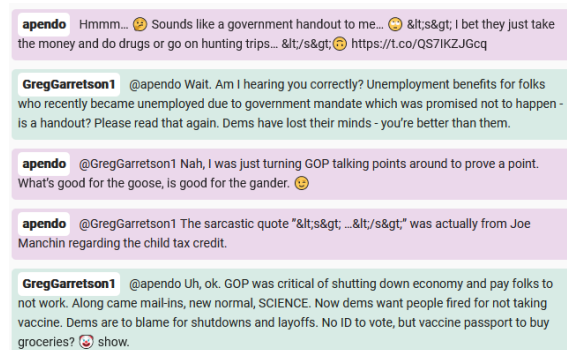 apendo Hmmm... 🤔 Sounds like a government handout to me... 🙄 &lt;s&gt; I bet they just take
the money and do drugs or go on hunting trips... &lt;/s&gt;🙃 https://t.co/QS7IKZJGcq
GregGarretson1 @apendo Wait. Am I hearing you correctly? Unemployment benefits for folks
who recently became unemployed due to government mandate which was promised not to happen -
is a handout? Please read that again. Dems have lost their minds - you're better than them.
apendo @GregGarretson1 Nah, I was just turning GOP talking points around to prove a point.
What's good for the goose, is good for the gander. 😉
apendo @GregGarretson1 The sarcastic quote "&lt;s&gt; ...&lt;/s&gt;" was actually from Joe
Manchin regarding the child tax credit.
GregGarretson1 @apendo Uh, ok. GOP was critical of shutting down economy and pay folks to
not work. Along came mail-ins, new normal, SCIENCE. Now dems want people fired for not taking
vaccine. Dems are to blame for shutdowns and layoffs. No ID to vote, but vaccine passport to buy
groceries? 🤡 show.